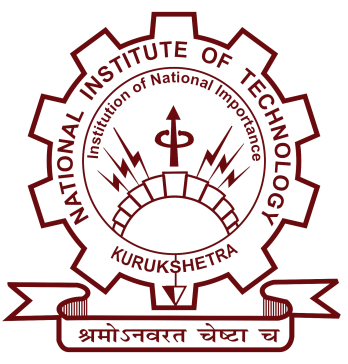 NATIONAL INSTITUTE OF TECHNOLOGY
Institution of National Importance
KURUKSHETRA
श्रमोऽनवरत चेष्टा च